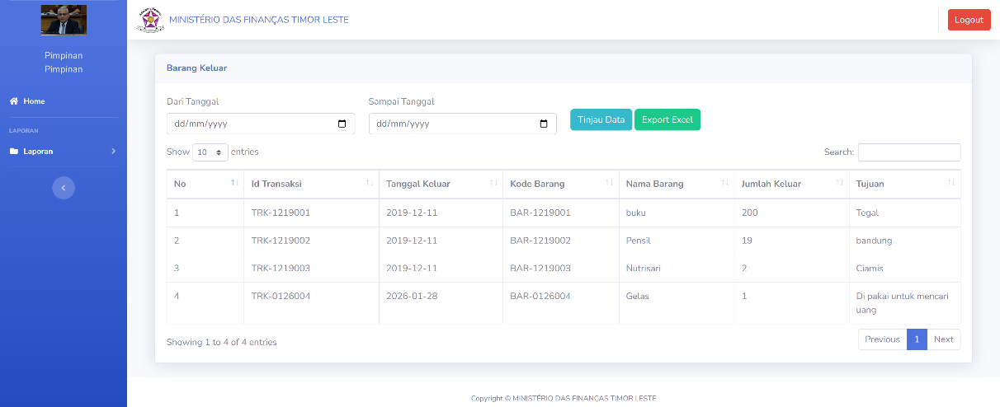 MINISTÉRIO DAS FINANÇAS TIMOR LESTE
Logout
Pimpinan
Pimpinan
Home
LAPORAN
Laporan
Barang Keluar
Dari Tanggal
Sampai Tanggal
dd/mm/yyyy
dd/mm/yyyy
Tinjau Data
Export Excel
Show 10 entries
Search:
No Id Transaksi Tanggal Keluar Kode Barang Nama Barang Jumlah Keluar Tujuan
1 TRK-1219001 2019-12-11 BAR-1219001 buku 200 Tegal
2 TRK-1219002 2019-12-11 BAR-1219002 Pensil 19 bandung
3 TRK-1219003 2019-12-11 BAR-1219003 Nutrisari 2 Ciamis
4 TRK-0126004 2026-01-28 BAR-0126004 Gelas 1 Di pakai untuk mencari
uang
Showing 1 to 4 of 4 entries
Previous 1 Next
Copyright © MINISTÉRIO DAS FINANÇAS TIMOR LESTE